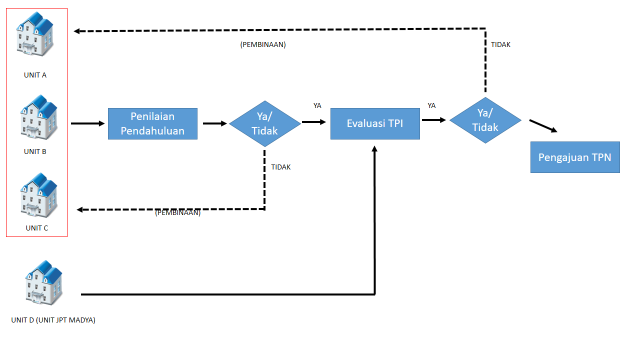 (PEMBINAAN)
TIDAK
UNIT A
Penilaian
Pendahuluan
Ya/
Tidak
YA
Evaluasi TPI
YA
Ya/
Tidak
UNIT B
Pengajuan TPN
TIDAK
(PEMBINAAN)
UNIT C
UNIT D (UNIT JPT MADYA)